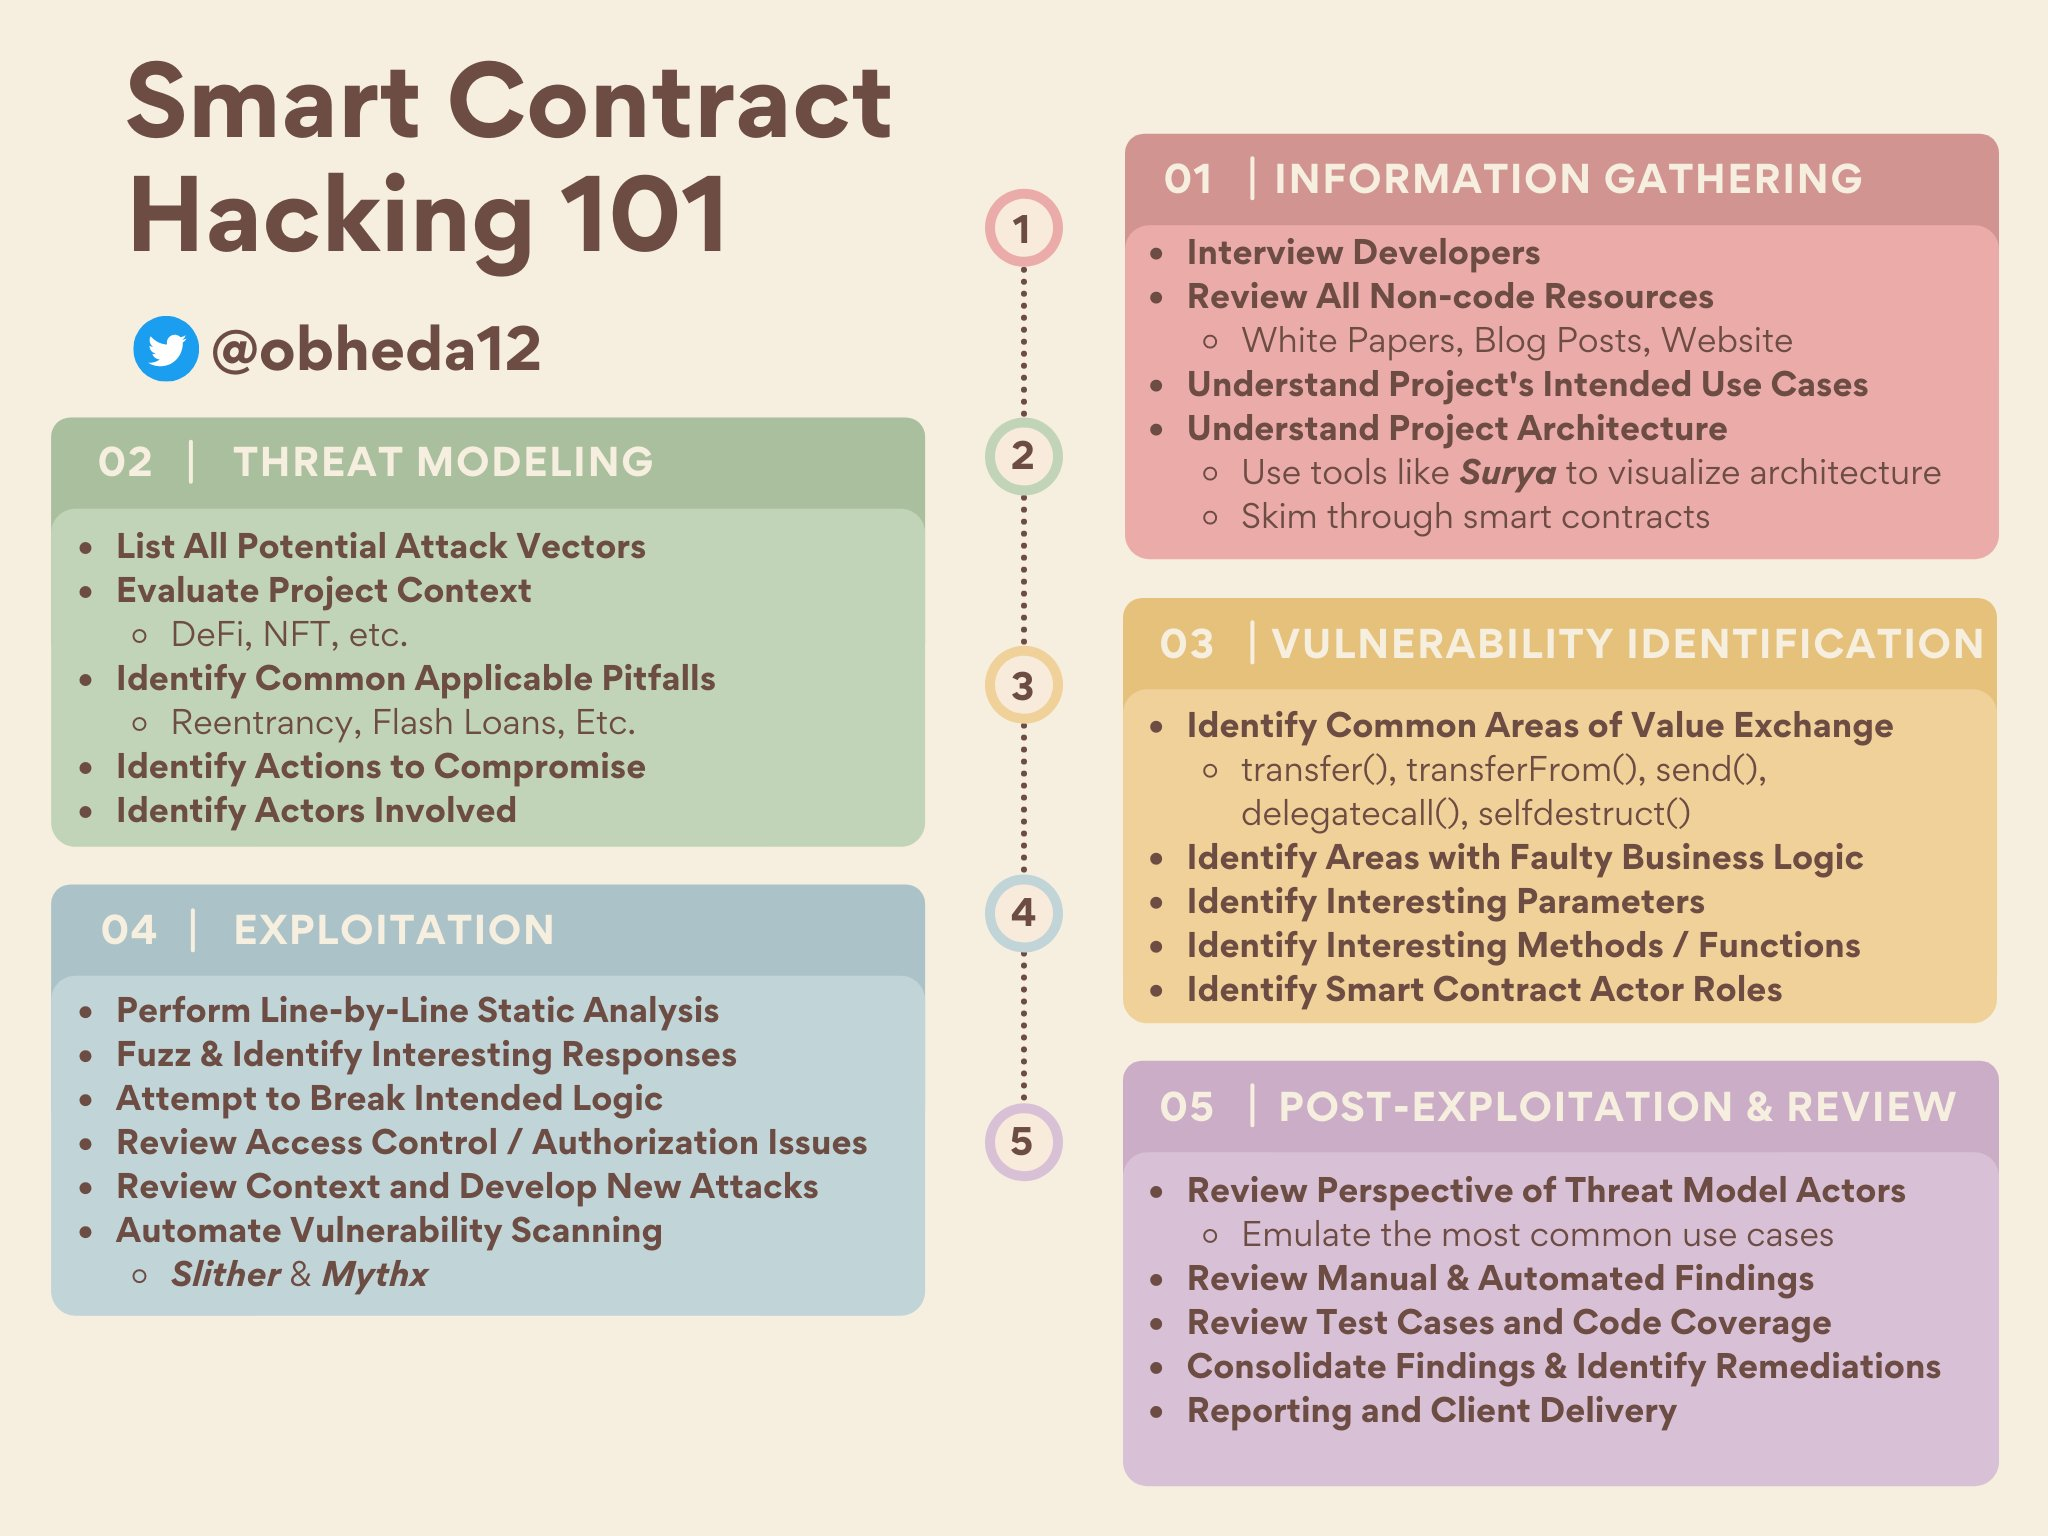 Smart Contract
Hacking 101
@obheda12
1
2
3
4
5
01 | INFORMATION GATHERING
• Interview Developers
• Review All Non-code Resources
◦ White Papers, Blog Posts, Website
• Understand Project's Intended Use Cases
• Understand Project Architecture
◦ Use tools like Surya to visualize architecture
◦ Skim through smart contracts
02 | THREAT MODELING
• List All Potential Attack Vectors
• Evaluate Project Context
◦ DeFi, NFT, etc.
• Identify Common Applicable Pitfalls
◦ Reentrancy, Flash Loans, Etc.
• Identify Actions to Compromise
• Identify Actors Involved
03 | VULNERABILITY IDENTIFICATION
• Identify Common Areas of Value Exchange
◦ transfer(), transferFrom(), send(),
delegatecall(), selfdestruct()
• Identify Areas with Faulty Business Logic
• Identify Interesting Parameters
• Identify Interesting Methods / Functions
• Identify Smart Contract Actor Roles
04 | EXPLOITATION
• Perform Line-by-Line Static Analysis
• Fuzz & Identify Interesting Responses
• Attempt to Break Intended Logic
• Review Access Control / Authorization Issues
• Review Context and Develop New Attacks
• Automate Vulnerability Scanning
◦ Slither & Mythx
05 | POST-EXPLOITATION & REVIEW
• Review Perspective of Threat Model Actors
◦ Emulate the most common use cases
• Review Manual & Automated Findings
• Review Test Cases and Code Coverage
• Consolidate Findings & Identify Remediations
• Reporting and Client Delivery